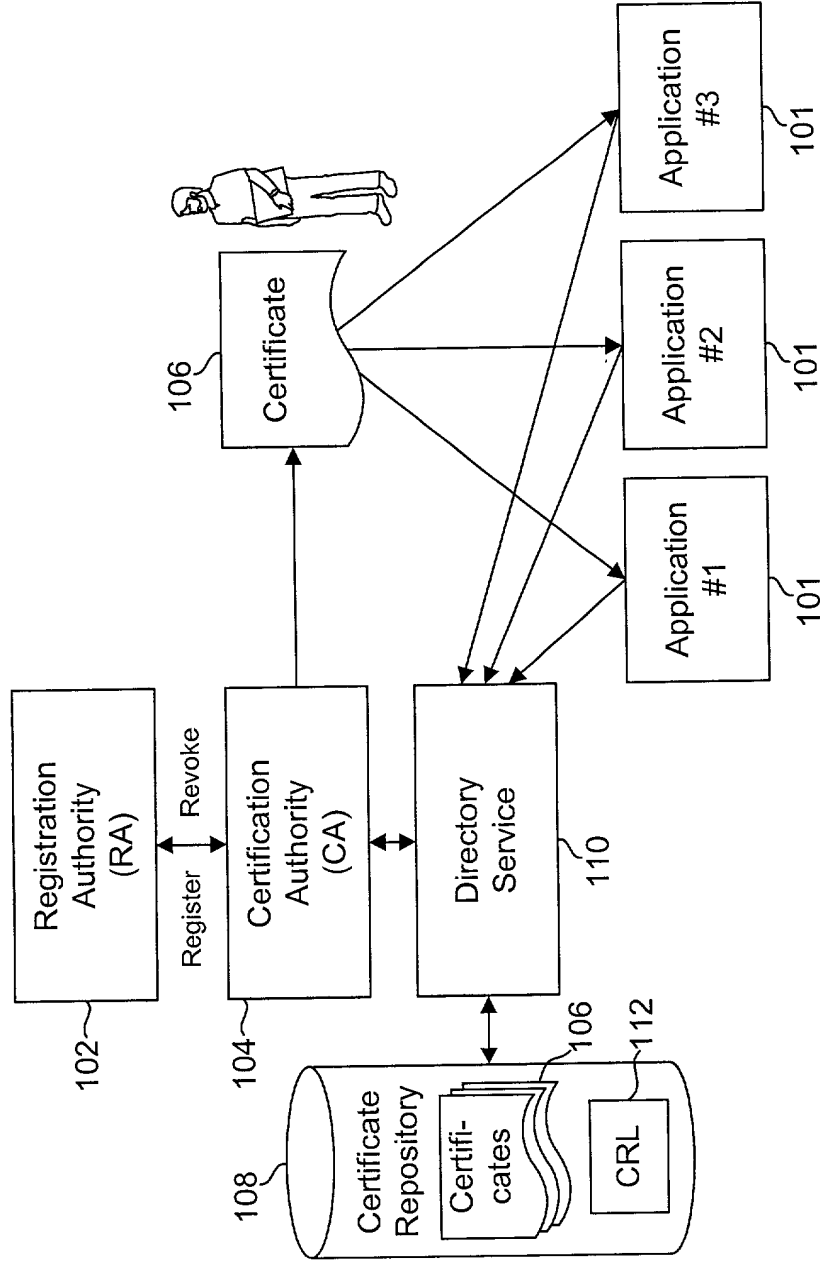 102
Registration
Authority
(RA)
Register
Revoke
104
Certification
Authority
(CA)
106
Certificate
108
Certificate
Repository
Certifi-
cates
106
CRL
112
Directory
Service
110
Application
#1
101
Application
#2
101
Application
#3
101